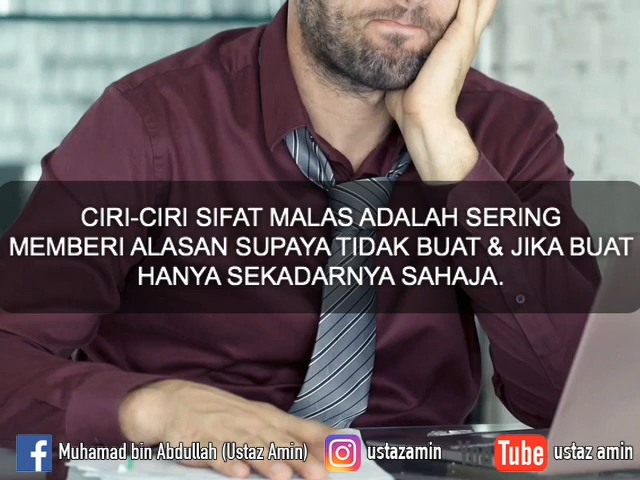 CIRI-CIRI SIFAT MALAS ADALAH SERING
MEMBERI ALASAN SUPAYA TIDAK BUAT & JIKA BUAT
HANYA SEKADARNYA SAHAJA.
Muhamad bin Abdullah (Ustaz Amin) ustazamin You Tube ustaz amin